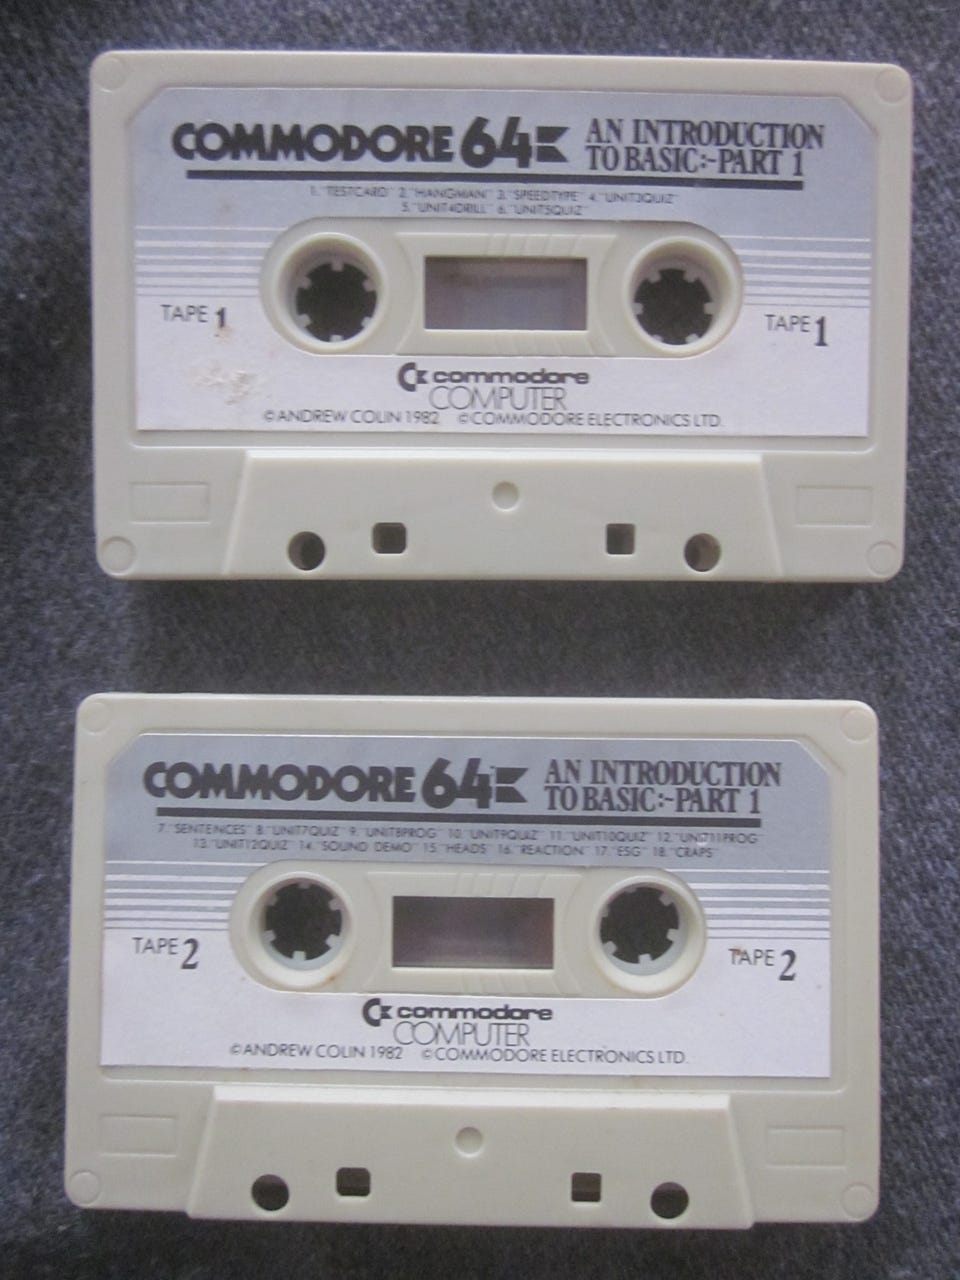 COMMODORE 64 AN INTRODUCTION
TO BASIC:-PART 1
1. "TESTCARD" 2. "HANGMAN" 3. "SPEEDTYPE" 4. "UNIT3QUIZ"
5. "UNIT4DRILL" 6. "UNIT5QUIZ"
TAPE 1
TAPE 1
commodore
COMPUTER
© ANDREW COLIN 1982 © COMMODORE ELECTRONICS LTD.
COMMODORE 64 AN INTRODUCTION
TO BASIC:-PART 1
7. "SENTENCES" 8. "UNIT7QUIZ" 9. "UNIT8PROG" 10. "UNIT9QUIZ" 11. "UNIT10QUIZ" 12. "UNIT11PROG"
13. "UNIT12QUIZ" 14. "SOUND DEMO" 15. "HEADS" 16. "REACTION" 17. "ESG" 18. "CRAPS"
TAPE 2
TAPE 2
commodore
COMPUTER
© ANDREW COLIN 1982 © COMMODORE ELECTRONICS LTD.